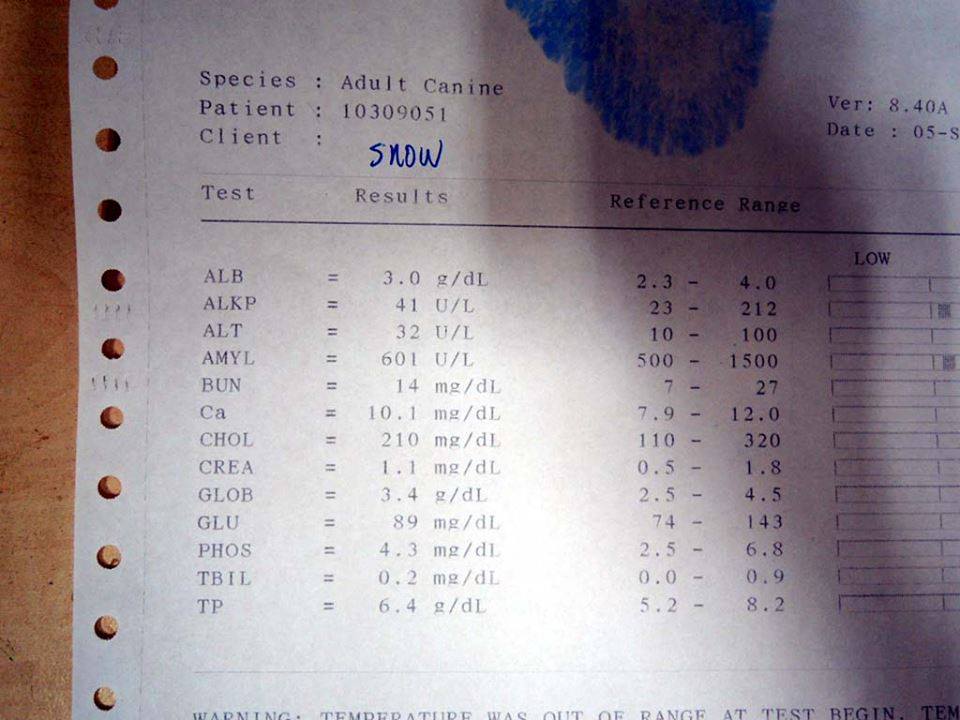 Species : Adult Canine
Patient : 10309051
Client :
SNOW
Ver: 8.40A
Date : 05-S
Test Results Reference Range
LOW
ALB = 3.0 g/dL 2.3 - 4.0
ALKP = 41 U/L 23 - 212
ALT = 32 U/L 10 - 100
AMYL = 601 U/L 500 - 1500
BUN = 14 mg/dL 7 - 27
Ca = 10.1 mg/dL 7.9 - 12.0
CHOL = 210 mg/dL 110 - 320
CREA = 1.1 mg/dL 0.5 - 1.8
GLOB = 3.4 g/dL 2.5 - 4.5
GLU = 89 mg/dL 74 - 143
PHOS = 4.3 mg/dL 2.5 - 6.8
TBIL = 0.2 mg/dL 0.0 - 0.9
TP = 6.4 g/dL 5.2 - 8.2
WARNING: TEMPERATURE WAS OUT OF RANGE AT TEST BEGIN. TEM